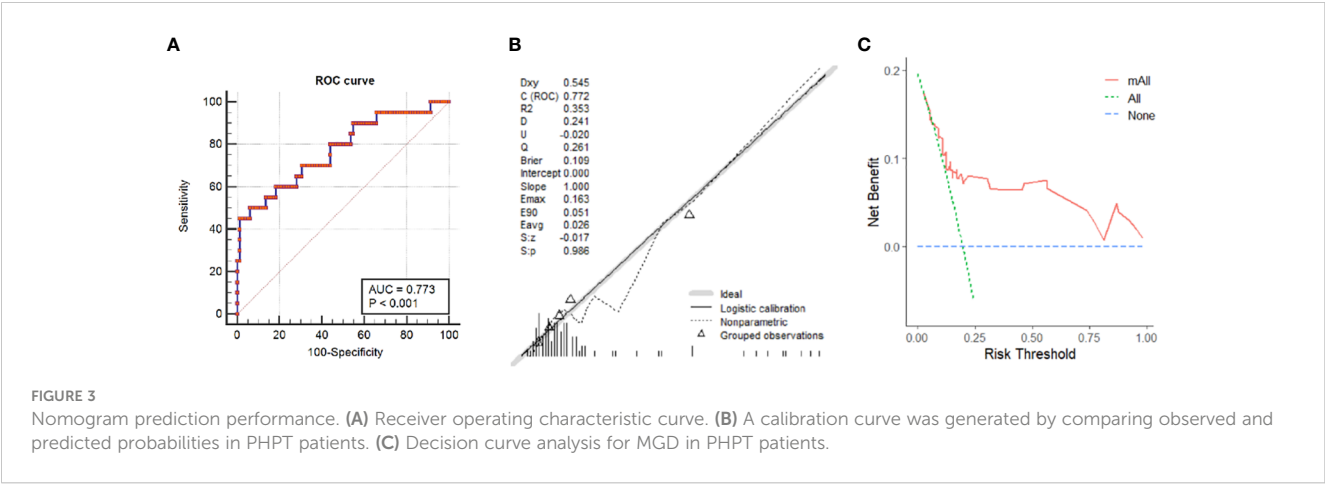 A
ROC curve
Sensitivity
100
80
60
40
20
0
0 20 40 60 80 100
100-Specificity
AUC = 0.773
P < 0.001
B
Dxy 0.545
C (ROC) 0.772
R2 0.353
D 0.241
U -0.020
Q 0.261
Brier 0.109
Intercept 0.000
Slope 1.000
Emax 0.163
E90 0.051
Eavg 0.026
S:z -0.017
S:p 0.986
Ideal
Logistic calibration
Nonparametric
Grouped observations
C
Net Benefit
0.2
0.1
0.0
0.00 0.25 0.50 0.75 1.00
Risk Threshold
mAll
All
None
FIGURE 3
Nomogram prediction performance. (A) Receiver operating characteristic curve. (B) A calibration curve was generated by comparing observed and
predicted probabilities in PHPT patients. (C) Decision curve analysis for MGD in PHPT patients.